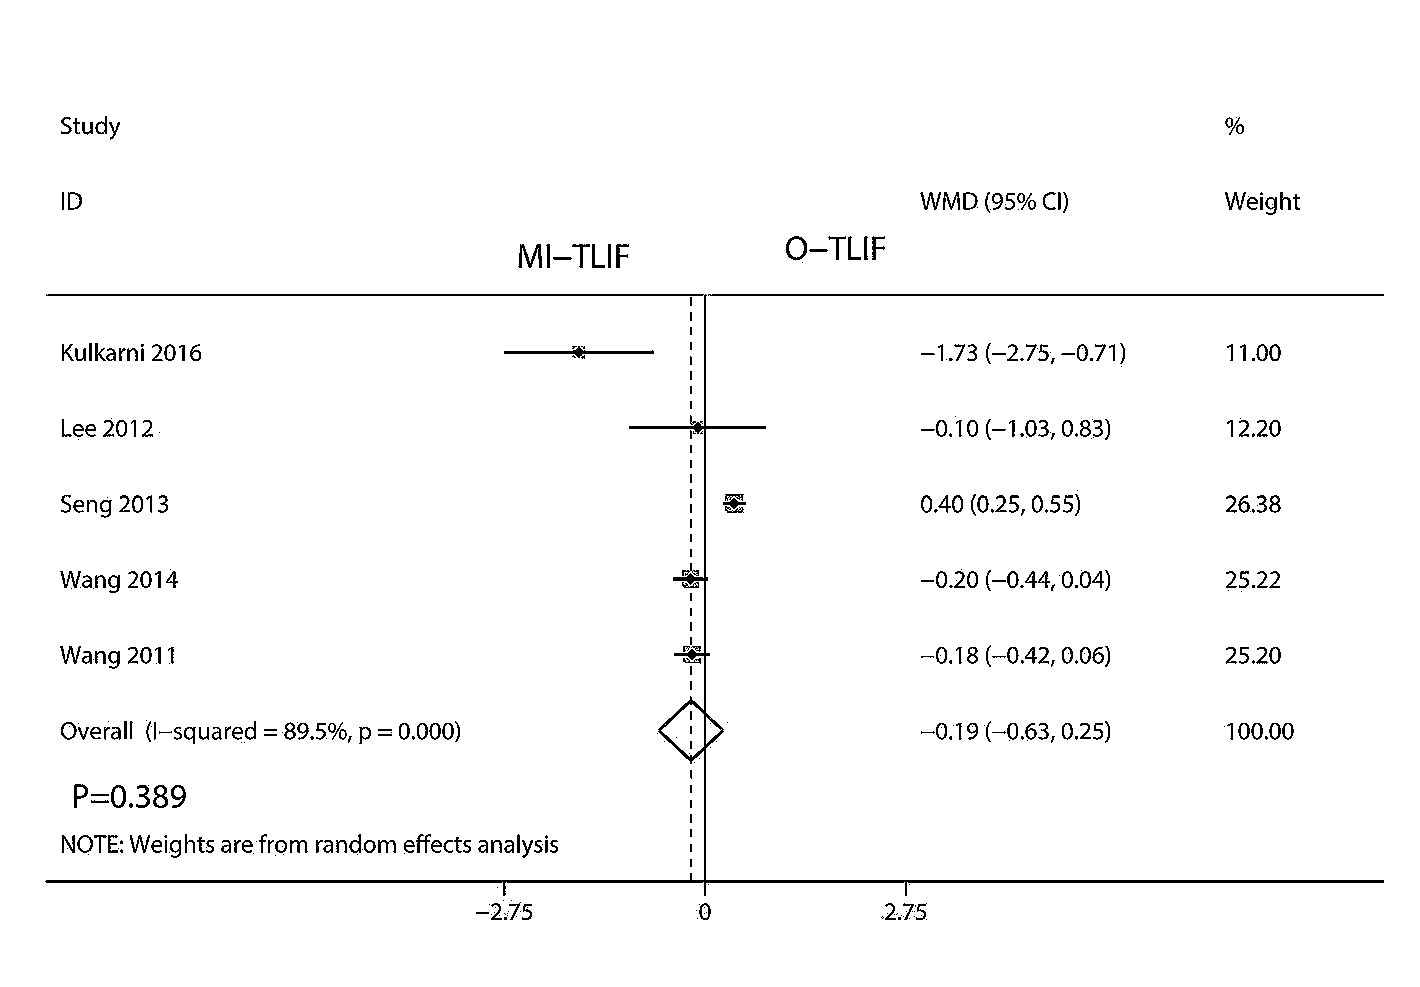 Study %
ID WMD (95% CI) Weight
MI–TLIF O–TLIF
Kulkarni 2016 −1.73 (−2.75, −0.71) 11.00
Lee 2012 −0.10 (−1.03, 0.83) 12.20
Seng 2013 0.40 (0.25, 0.55) 26.38
Wang 2014 −0.20 (−0.44, 0.04) 25.22
Wang 2011 −0.18 (−0.42, 0.06) 25.20
Overall (I−squared = 89.5%, p = 0.000) −0.19 (−0.63, 0.25) 100.00
P=0.389
NOTE: Weights are from random effects analysis
−2.75 0 2.75